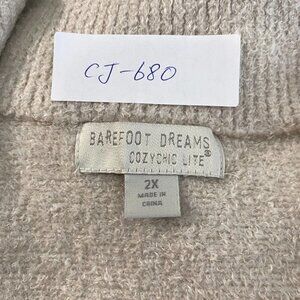 CJ-680
BAREFOOT DREAMS
COZYCHIC LITE®
2X
MADE IN
CHINA